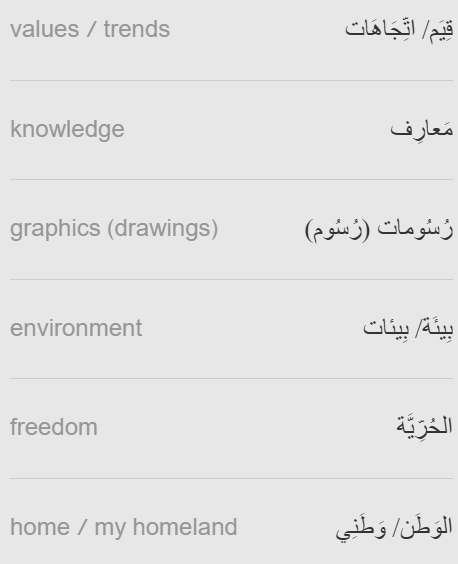 values / trends قِيَم/ اتِّجَاهَات
knowledge مَعارِف
graphics (drawings) رُسُومات (رُسُوم)
environment بِيئَة/ بِيئات
freedom الحُرِّيَّة
home / my homeland الوَطَن/ وَطَنِي